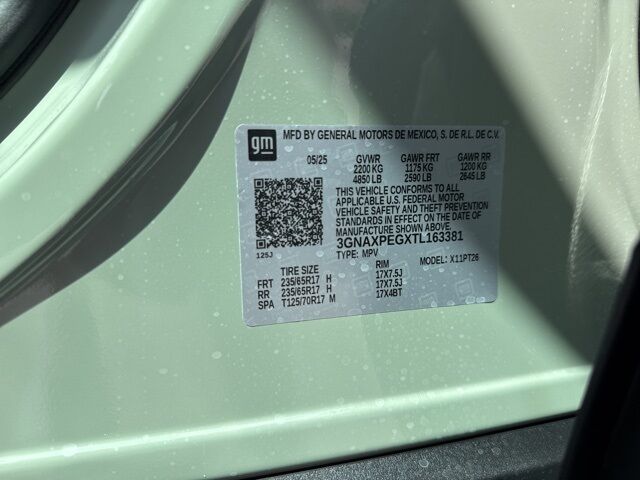 gm
MFD BY GENERAL MOTORS DE MEXICO, S. DE R.L. DE C.V.
05/25 GVWR GAWR FRT GAWR RR
2200 KG 1175 KG 1200 KG
4850 LB 2590 LB 2645 LB
THIS VEHICLE CONFORMS TO ALL
APPLICABLE U.S. FEDERAL MOTOR
VEHICLE SAFETY AND THEFT PREVENTION
STANDARDS IN EFFECT ON THE DATE OF
MANUFACTURE SHOWN ABOVE.
3GNAXPEGXTL163381
125J
TYPE: MPV MODEL: X11PT26
TIRE SIZE RIM
FRT 235/65R17 H 17X7.5J
RR 235/65R17 H 17X7.5J
SPA T125/70R17 M 17X4BT